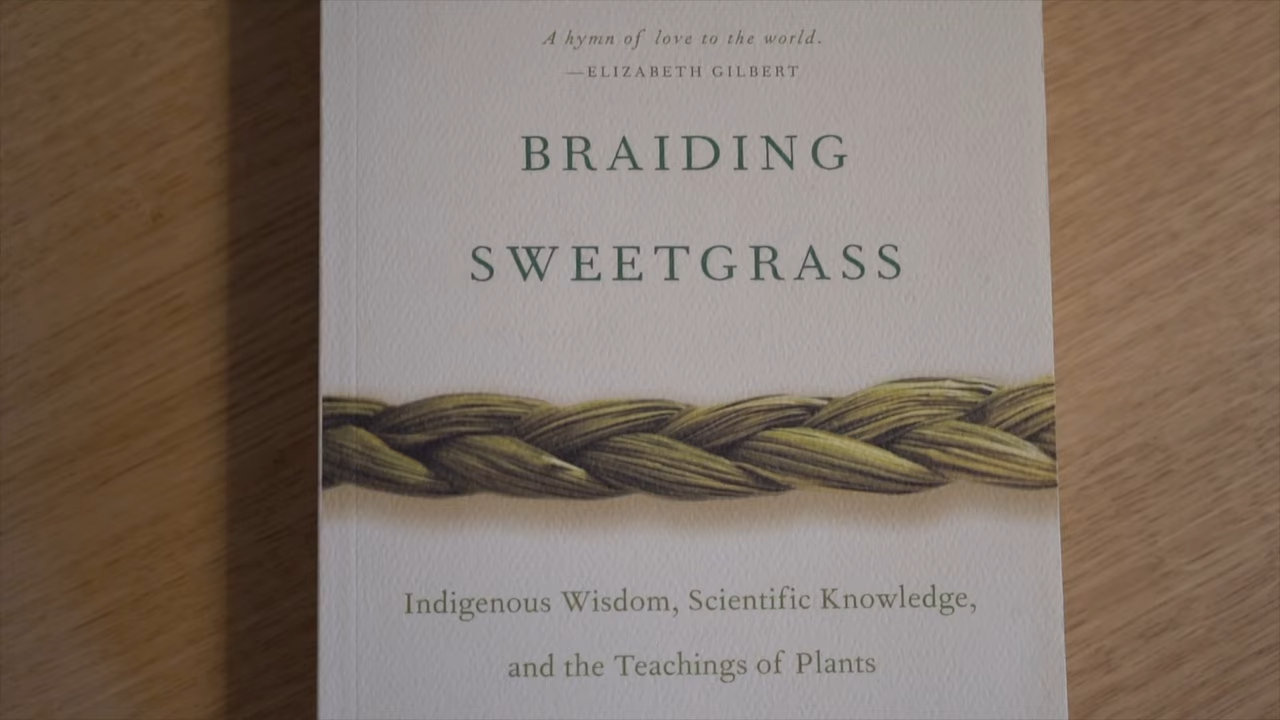 A hymn of love to the world.
—ELIZABETH GILBERT
BRAIDING
SWEETGRASS
Indigenous Wisdom, Scientific Knowledge,
and the Teachings of Plants